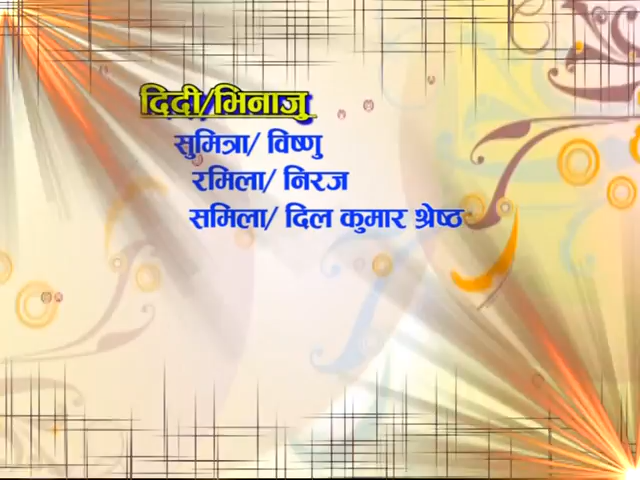 दिदी/भिनाजु
सुमित्रा/ विष्णु
रमिला/ निरज
समिला/ दिल कुमार श्रेष्ठ